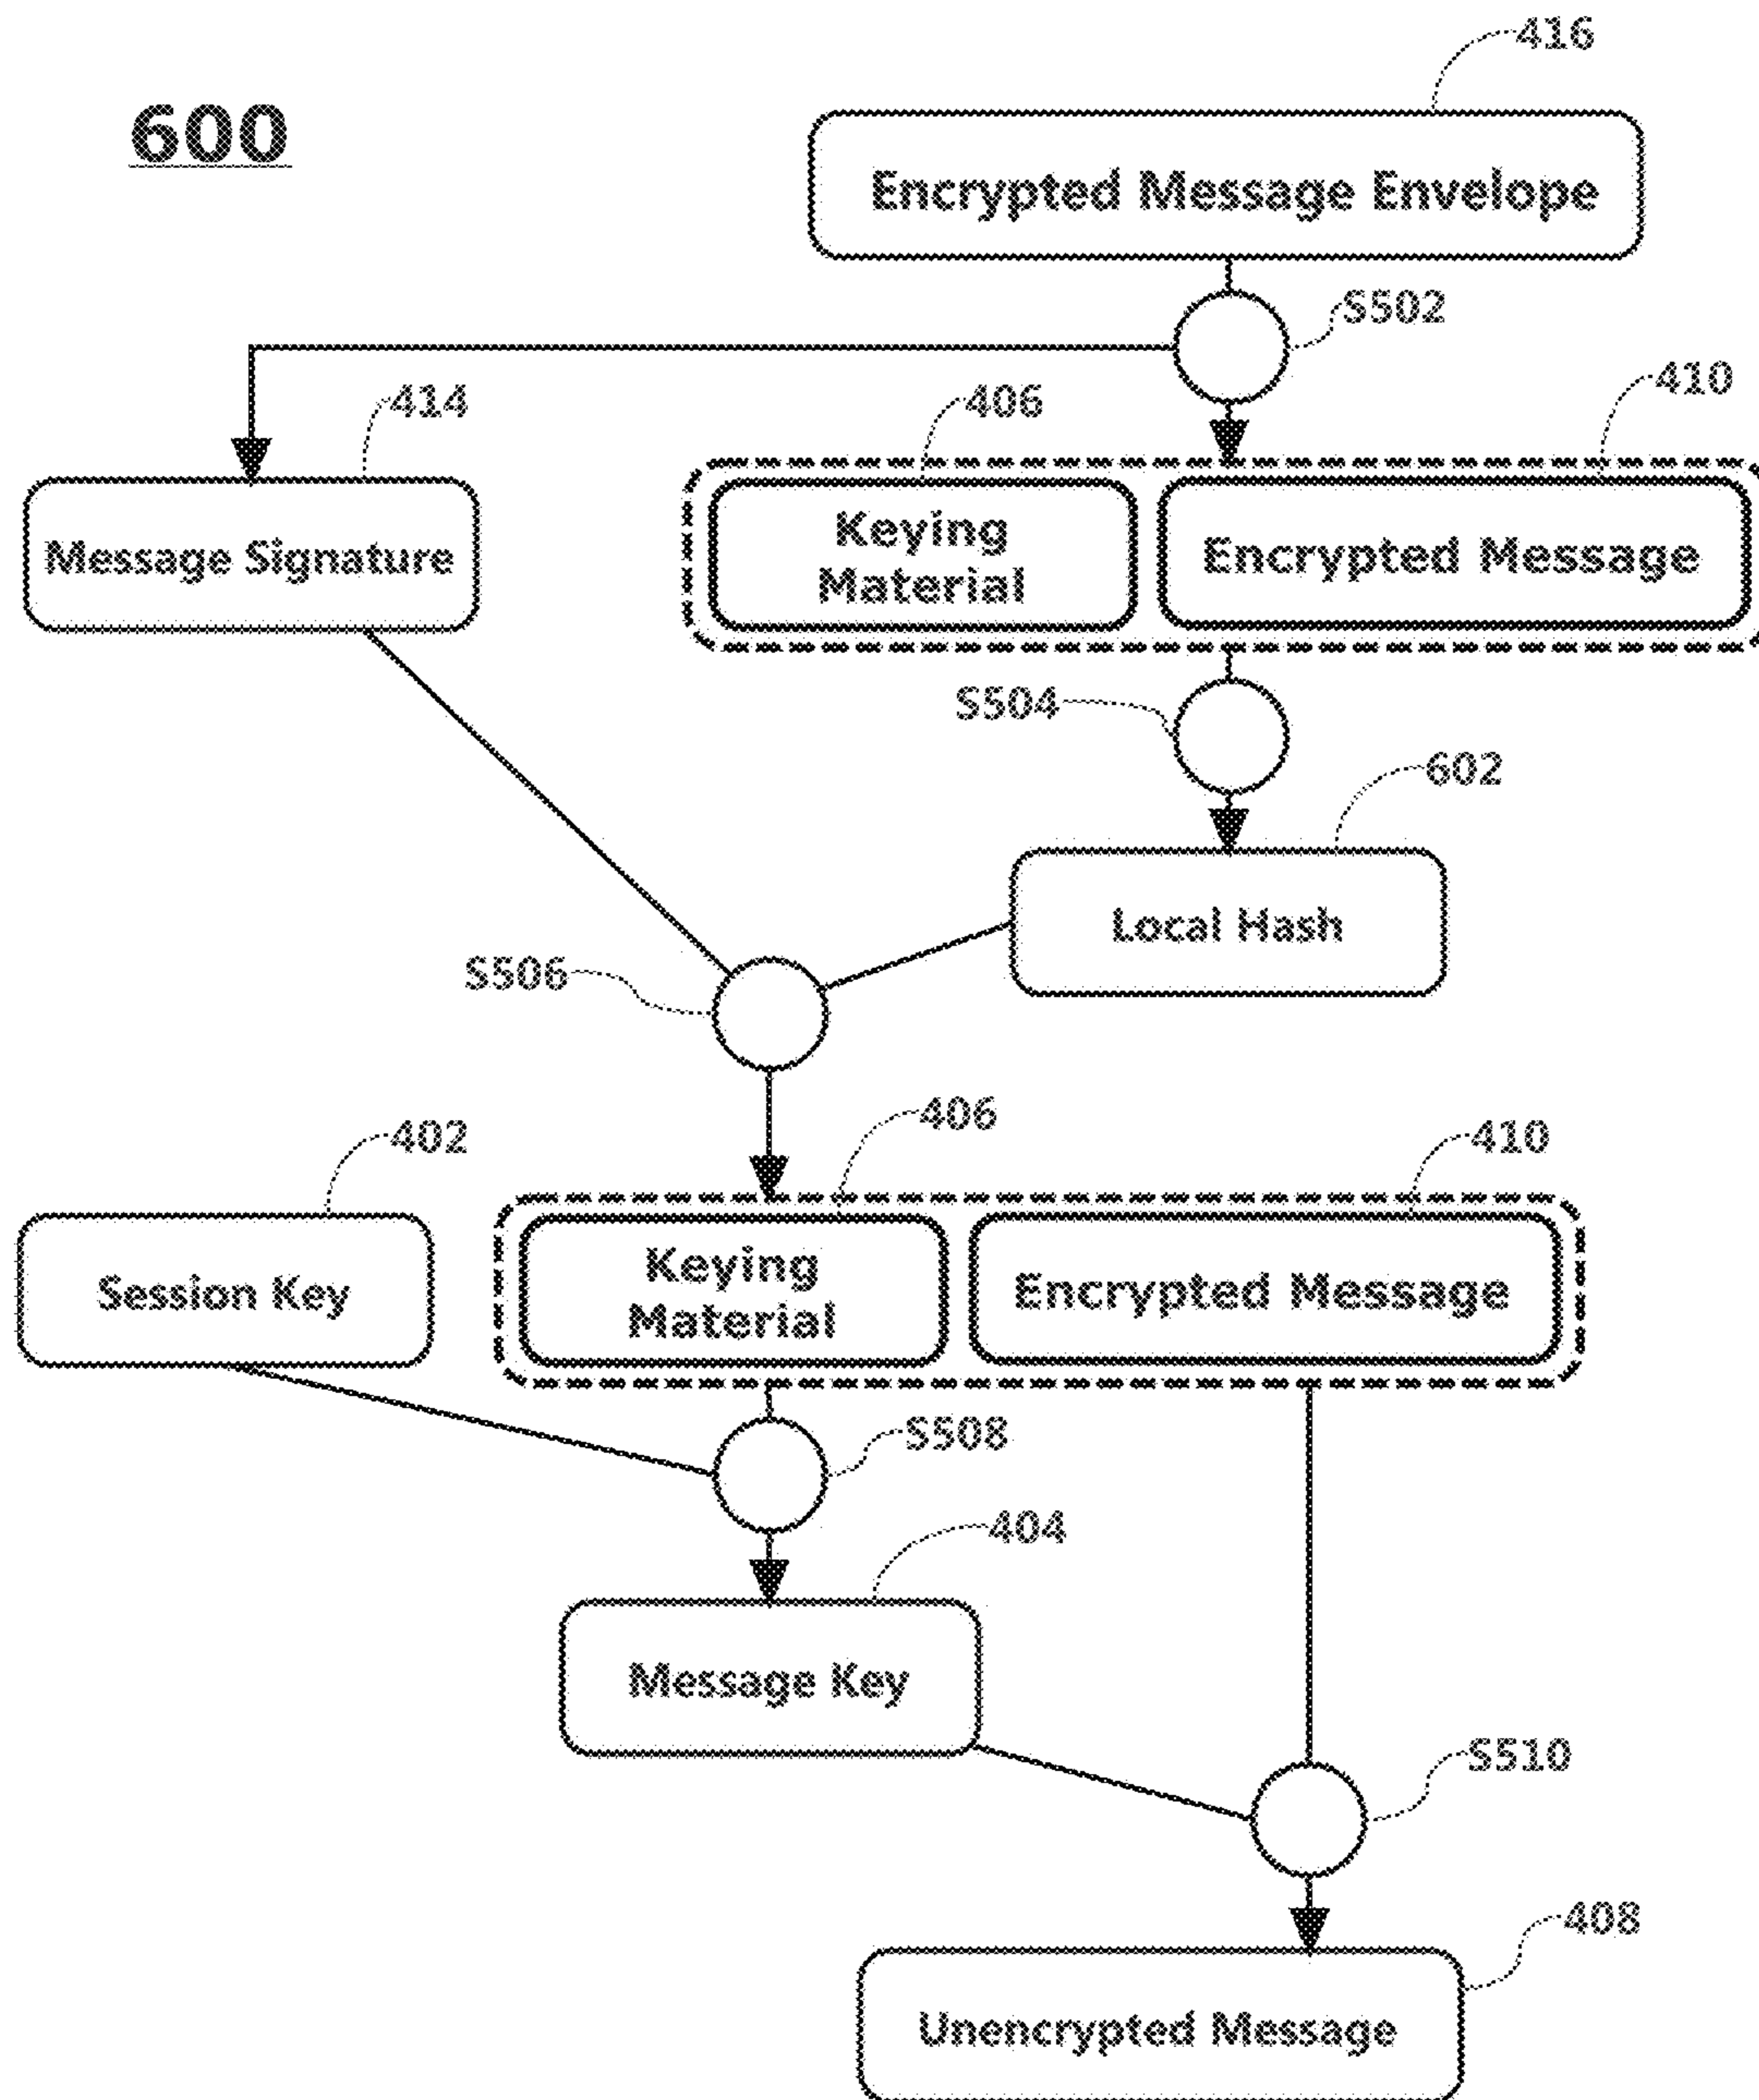 416
600
Encrypted Message Envelope
S502
414
406
410
Message Signature
Keying
Material
Encrypted Message
S504
602
Local Hash
S506
402
406
410
Session Key
Keying
Material
Encrypted Message
S508
404
Message Key
S510
408
Unencrypted Message